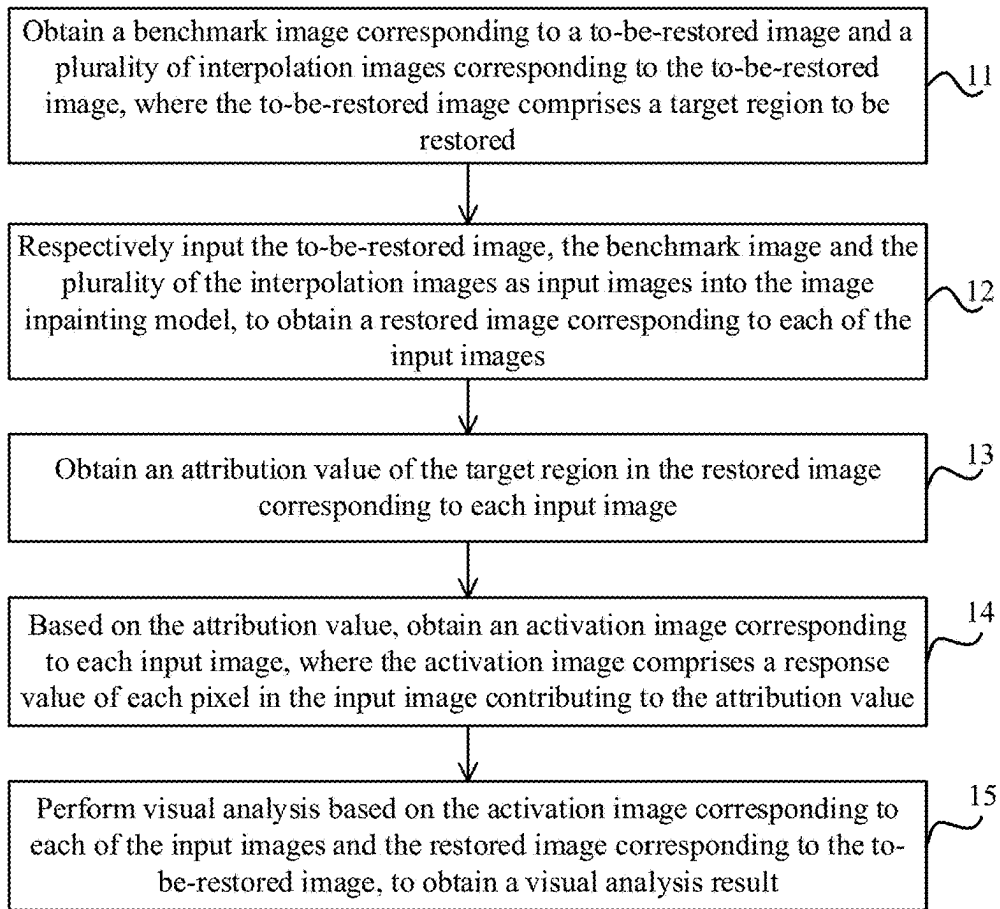 Obtain a benchmark image corresponding to a to-be-restored image and a
plurality of interpolation images corresponding to the to-be-restored
image, where the to-be-restored image comprises a target region to be
restored
11
Respectively input the to-be-restored image, the benchmark image and the
plurality of the interpolation images as input images into the image
inpainting model, to obtain a restored image corresponding to each of the
input images
12
Obtain an attribution value of the target region in the restored image
corresponding to each input image
13
Based on the attribution value, obtain an activation image corresponding
to each input image, where the activation image comprises a response
value of each pixel in the input image contributing to the attribution value
14
Perform visual analysis based on the activation image corresponding to
each of the input images and the restored image corresponding to the to-
be-restored image, to obtain a visual analysis result
15